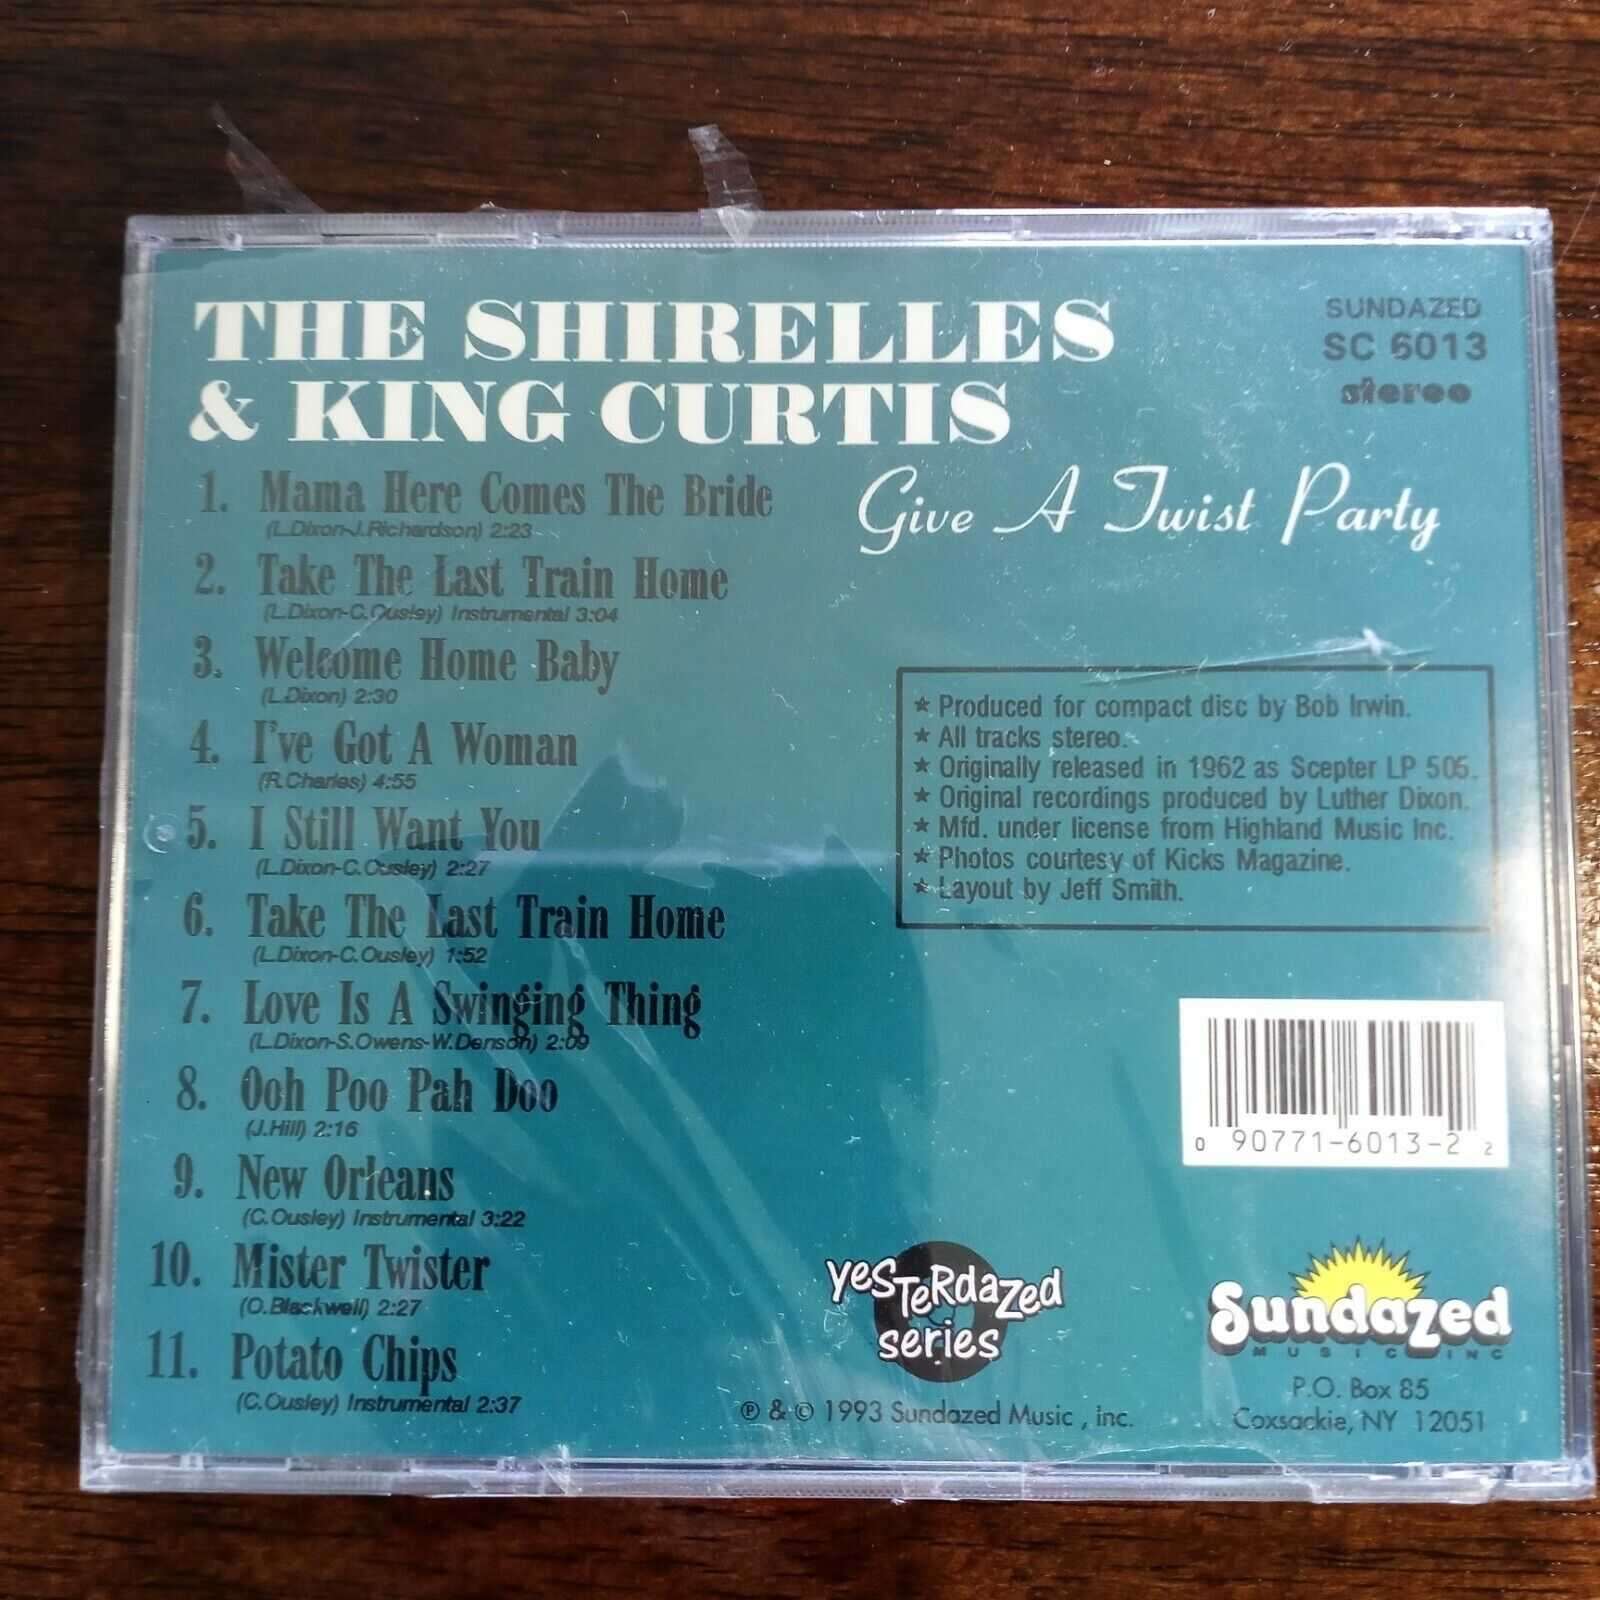 THE SHIRELLES
& KING CURTIS
Give A Twist Party
SUNDAZED
SC 6013
stereo
1. Mama Here Comes The Bride
(L.Dixon-J.Richardson) 2:23
2. Take The Last Train Home
(L.Dixon-C.Ousley) Instrumental 3:04
3. Welcome Home Baby
(L.Dixon) 2:30
4. I've Got A Woman
(R.Charles) 4:55
5. I Still Want You
(L.Dixon-C.Ousley) 2:27
6. Take The Last Train Home
(L.Dixon-C.Ousley) 1:52
7. Love Is A Swinging Thing
(L.Dixon-S.Owens-W.Denson) 2:09
8. Ooh Poo Pah Doo
(J.Hill) 2:16
9. New Orleans
(C.Ousley) Instrumental 3:22
10. Mister Twister
(O.Blackwell) 2:27
11. Potato Chips
(C.Ousley) Instrumental 2:37
★ Produced for compact disc by Bob Irwin.
★ All tracks stereo.
★ Originally released in 1962 as Scepter LP 505.
★ Original recordings produced by Luther Dixon.
★ Mfd. under license from Highland Music Inc.
★ Photos courtesy of Kicks Magazine.
★ Layout by Jeff Smith.
0 90771-6013-2 2
yesterdazed
series
Sundazed
MUSIC INC
P.O. Box 85
Coxsackie, NY 12051
℗ & © 1993 Sundazed Music, Inc.